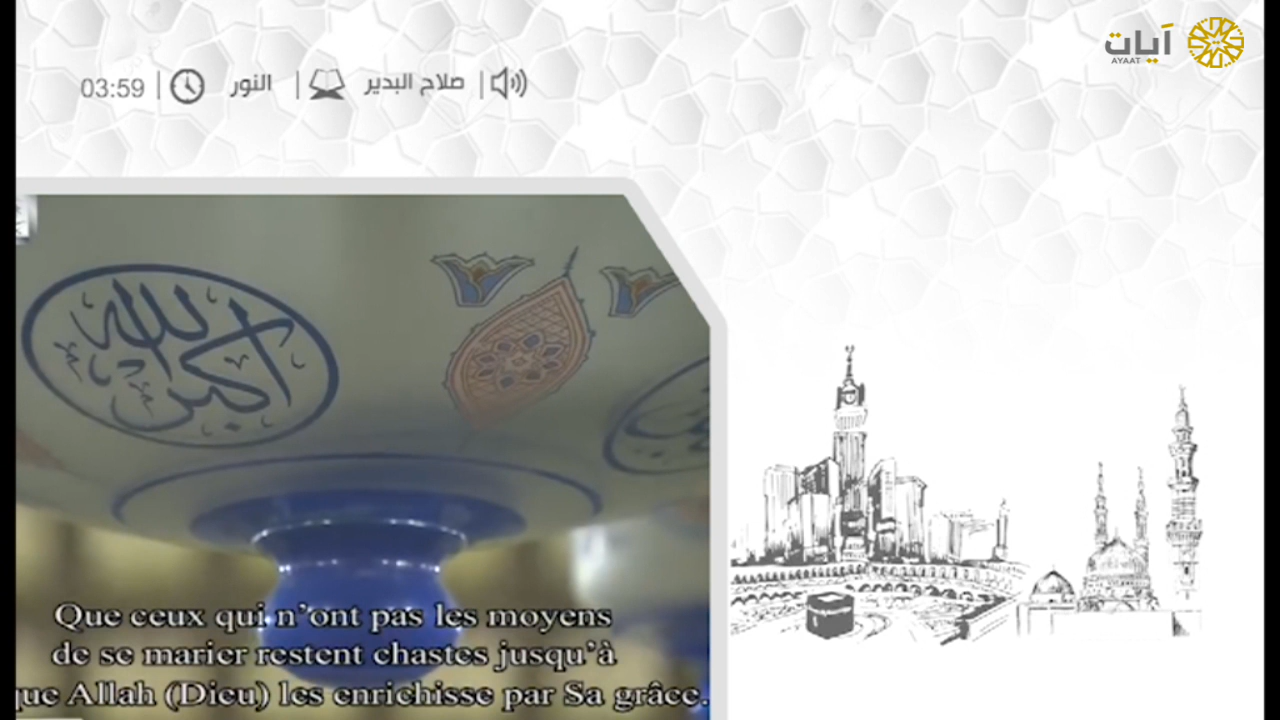 آيات
AYAAT
صلاح البدير | النور | 03:59
الله أكبر
Que ceux qui n’ont pas les moyens
de se marier restent chastes jusqu’à
que Allah (Dieu) les enrichisse par Sa grâce.